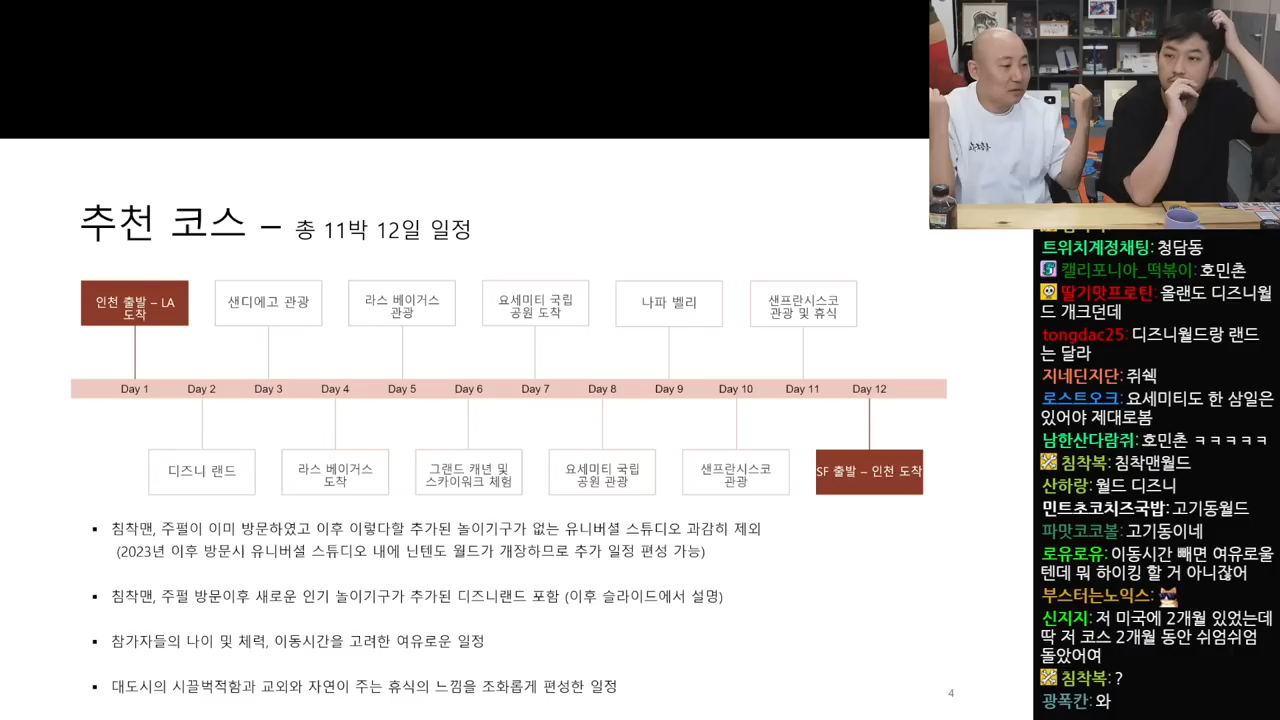 추천 코스 – 총 11박 12일 일정
인천 출발 – LA
도착
샌디에고 관광
라스 베이거스
관광
요세미티 국립
공원 도착
나파 벨리
샌프란시스코
관광 및 휴식
Day 1 Day 2 Day 3 Day 4 Day 5 Day 6 Day 7 Day 8 Day 9 Day 10 Day 11 Day 12
디즈니 랜드
라스 베이거스
도착
그랜드 캐년 및
스카이워크 체험
요세미티 국립
공원 관광
샌프란시스코
관광
SF 출발 – 인천 도착
▪ 침착맨, 주펄이 이미 방문하였고 이후 이렇다할 추가된 놀이기구가 없는 유니버셜 스튜디오 과감히 제외
(2023년 이후 방문시 유니버셜 스튜디오 내에 닌텐도 월드가 개장하므로 추가 일정 편성 가능)
▪ 침착맨, 주펄 방문이후 새로운 인기 놀이기구가 추가된 디즈니랜드 포함 (이후 슬라이드에서 설명)
▪ 참가자들의 나이 및 체력, 이동시간을 고려한 여유로운 일정
▪ 대도시의 시끌벅적함과 교외와 자연이 주는 휴식의 느낌을 조화롭게 편성한 일정
4
트위치계정채팅: 청담동
캘리포니아_떡볶이: 호민촌
딸기맛프로틴: 올랜도 디즈니월
드 개크던데
tongdac25: 디즈니월드랑 랜드
는 달라
지네딘지단: 쥐쉑
로스트오크: 요세미티도 한 삼일은
있어야 제대로봄
남한산다람쥐: 호민촌 ㅋㅋㅋㅋㅋ
침착복: 침착맨월드
산하랑: 월드 디즈니
민트초코치즈국밥: 고기동월드
파맛코코볼: 고기동이네
로유로유: 이동시간 빼면 여유로울
텐데 뭐 하이킹 할 거 아니잖어
부스터는노익스:
신지지: 저 미국에 2개월 있었는데
딱 저 코스 2개월 동안 쉬엄쉬엄
돌았어여
침착복: ?
광폭칸: 와